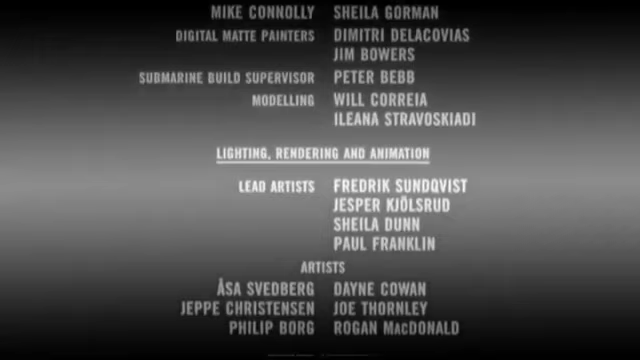 MIKE CONNOLLY SHEILA GORMAN
DIGITAL MATTE PAINTERS DIMITRI DELACOVIAS
JIM BOWERS
SUBMARINE BUILD SUPERVISOR PETER BEBB
MODELLING WILL CORREIA
ILEANA STRAVOSKIADI
LIGHTING, RENDERING AND ANIMATION
LEAD ARTISTS FREDRIK SUNDQVIST
JESPER KJÖLSRUD
SHEILA DUNN
PAUL FRANKLIN
ARTISTS
ÅSA SVEDBERG DAYNE COWAN
JEPPE CHRISTENSEN JOE THORNLEY
PHILIP BORG ROGAN MACDONALD